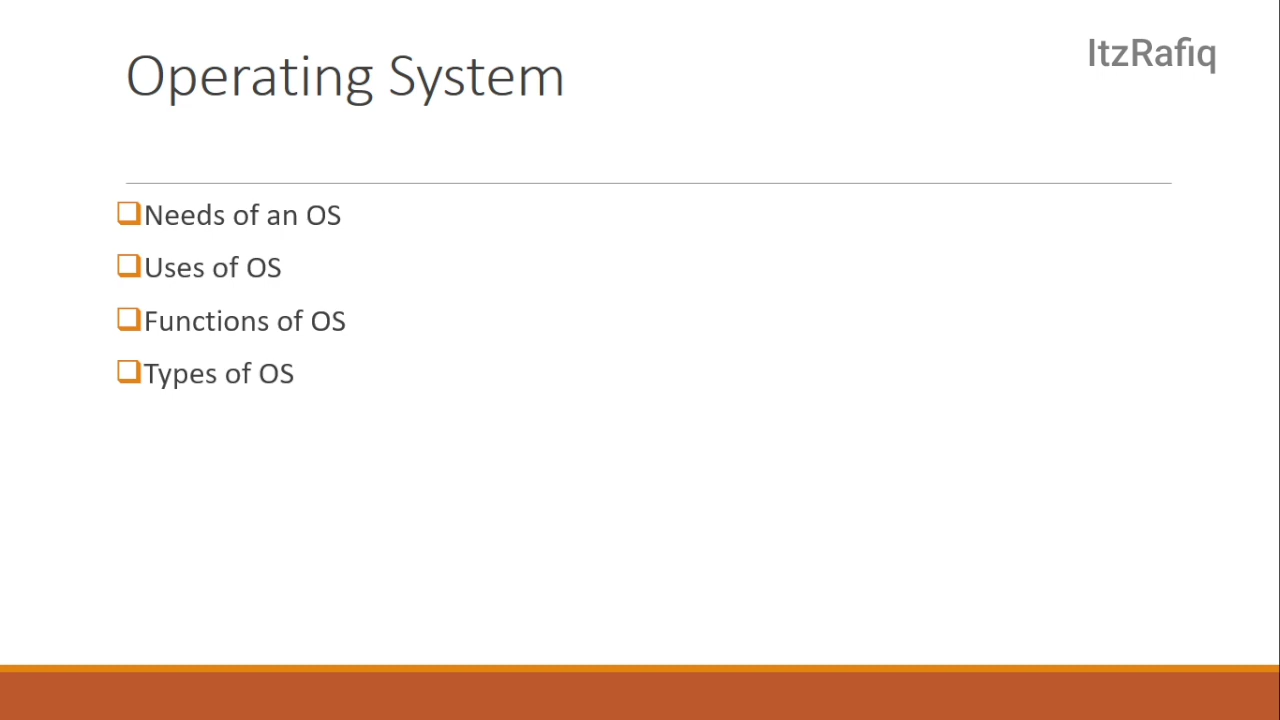 Operating System
ItzRafiq
Needs of an OS
Uses of OS
Functions of OS
Types of OS